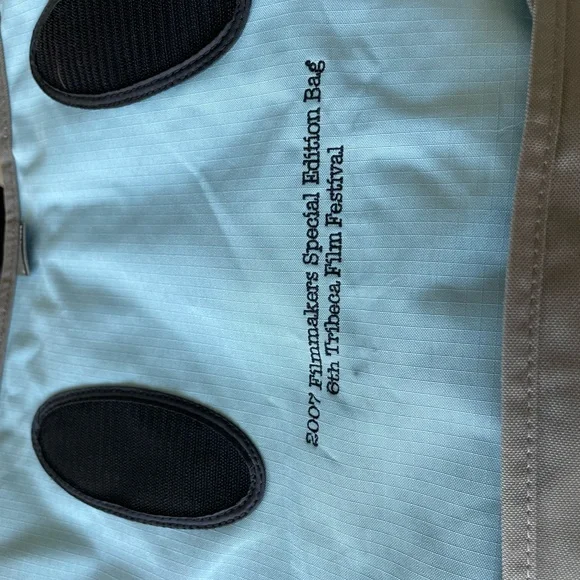 2007 Filmmakers Special Edition Bag
6th Tribeca Film Festival